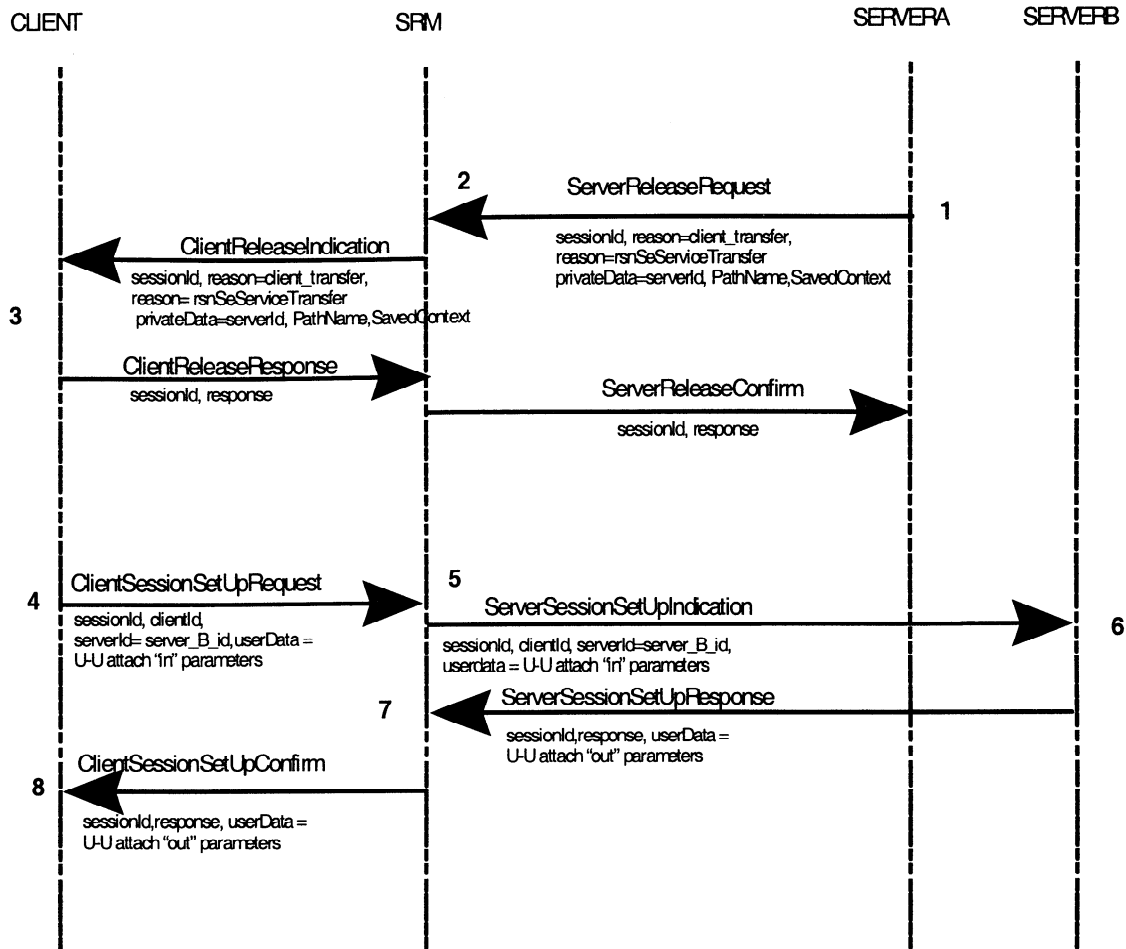 CLIENT
SRM
SERVERA
SERVERB
2
ServerReleaseRequest
1
sessionId, reason=client_transfer,
reason=rsnSeServiceTransfer
privateData=serverId, PathName,SavedContext
ClientReleaseIndication
sessionId, reason=client_transfer,
reason= rsnSeServiceTransfer
privateData=serverId, PathName,SavedContext
3
ClientReleaseResponse
sessionId, response
ServerReleaseConfirm
sessionId, response
4
ClientSessionSetUpRequest
sessionId, clientId,
serverId= server_B_id,userData =
U-U attach "in" parameters
5
ServerSessionSetUpIndication
6
sessionId, clientId, serverId=server_B_id,
userdata = U-U attach "in" parameters
7
ServerSessionSetUpResponse
sessionId,response, userData =
U-U attach "out" parameters
8
ClientSessionSetUpConfirm
sessionId,response, userData =
U-U attach "out" parameters